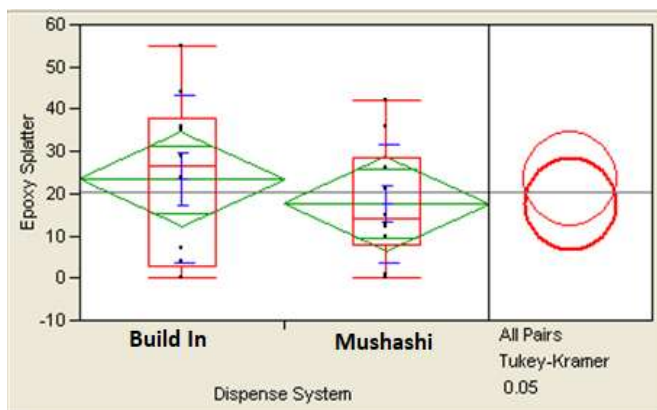 60
50
40
30
20
10
0
-10
Epoxy Splatter
Build In
Mushashi
All Pairs
Tukey-Kramer
0.05
Dispense System